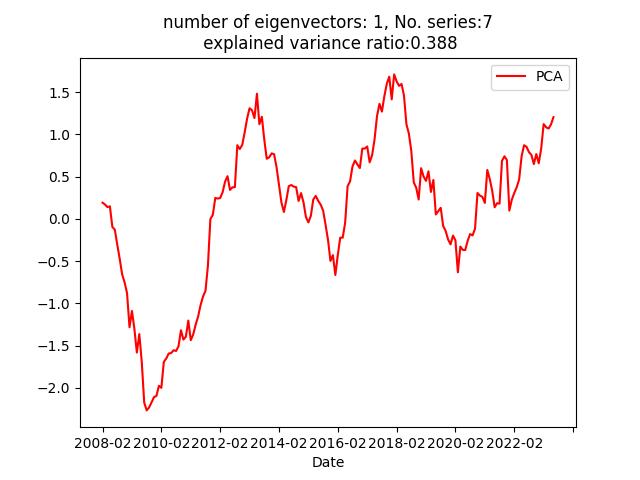 number of eigenvectors: 1, No. series:7
explained variance ratio:0.388
PCA
1.5
1.0
0.5
0.0
−0.5
−1.0
−1.5
−2.0
2008-02 2010-02 2012-02 2014-02 2016-02 2018-02 2020-02 2022-02
Date